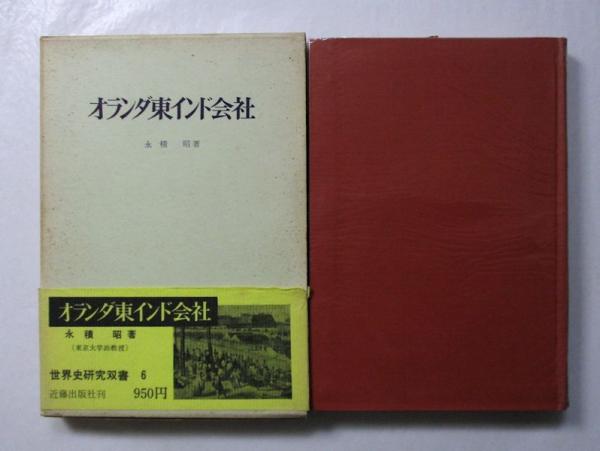 オランダ東インド会社
永積 昭著
オランダ東インド会社
永積 昭著
(東京大学助教授)
世界史研究双書 6
近藤出版社刊 950円